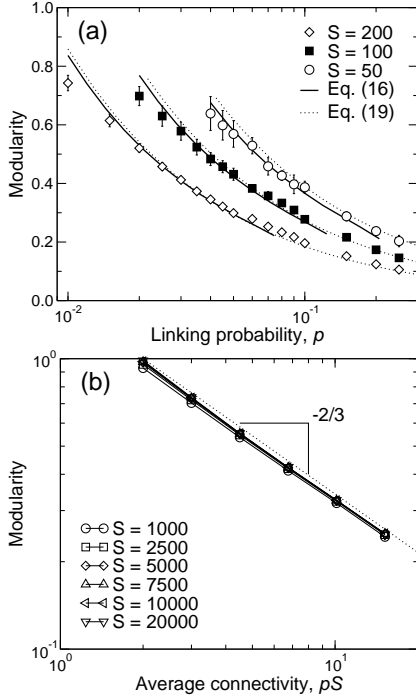 (a)
S = 200
S = 100
S = 50
Eq. (16)
Eq. (19)
1.0
0.8
0.6
0.4
0.2
0.0
Modularity
10^-2
10^-1
Linking probability, p
(b)
-2/3
10^0
10^-1
Modularity
S = 1000
S = 2500
S = 5000
S = 7500
S = 10000
S = 20000
10^0
10^1
Average connectivity, pS